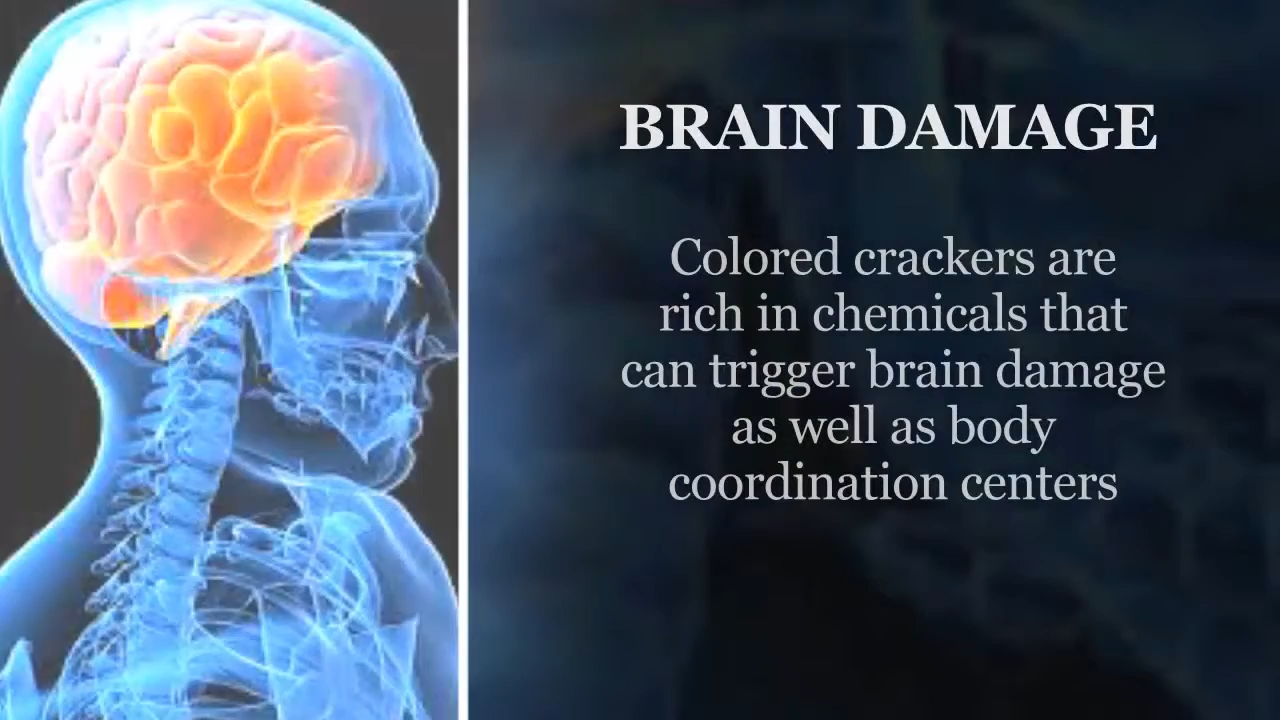 BRAIN DAMAGE
Colored crackers are
rich in chemicals that
can trigger brain damage
as well as body
coordination centers